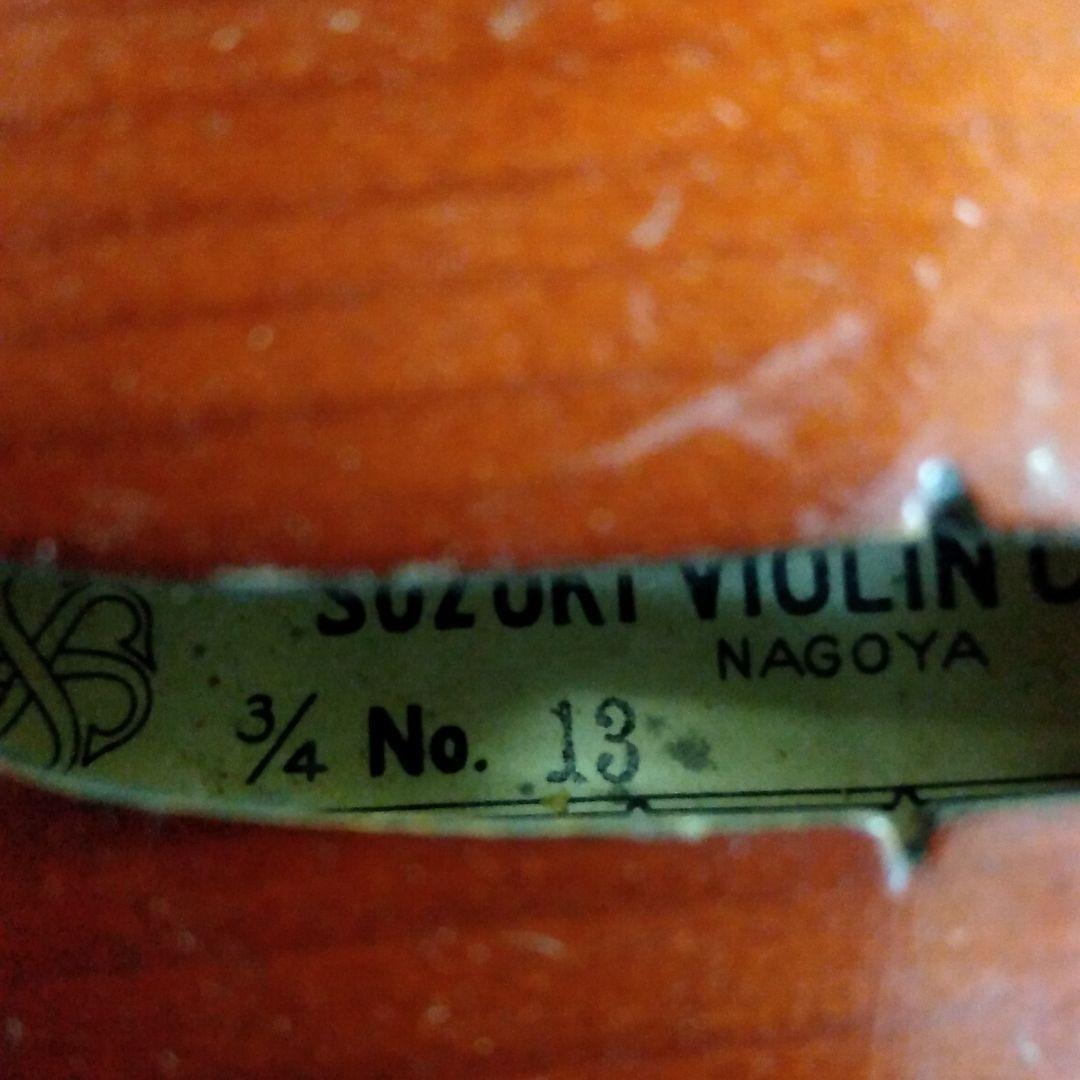 SUZUKI VIOLIN
NAGOYA
3/4 No. 13